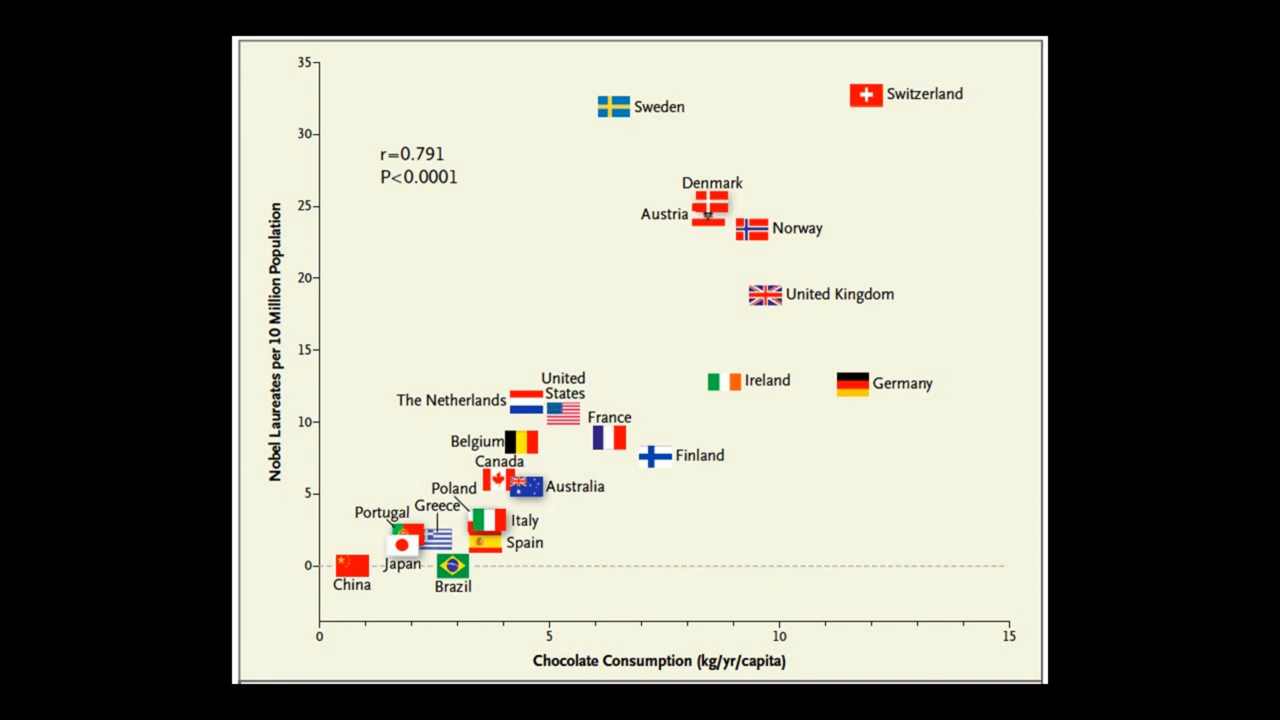 35
Switzerland
Sweden
30
r=0.791
P<0.0001
Denmark
25
Austria
Norway
20
United Kingdom
15
United
States
Ireland
Germany
The Netherlands
France
10
Belgium
Finland
Canada
Poland
Australia
5
Greece
Portugal
Italy
Spain
0
Japan
China
Brazil
0
5
10
15
Nobel Laureates per 10 Million Population
Chocolate Consumption (kg/yr/capita)